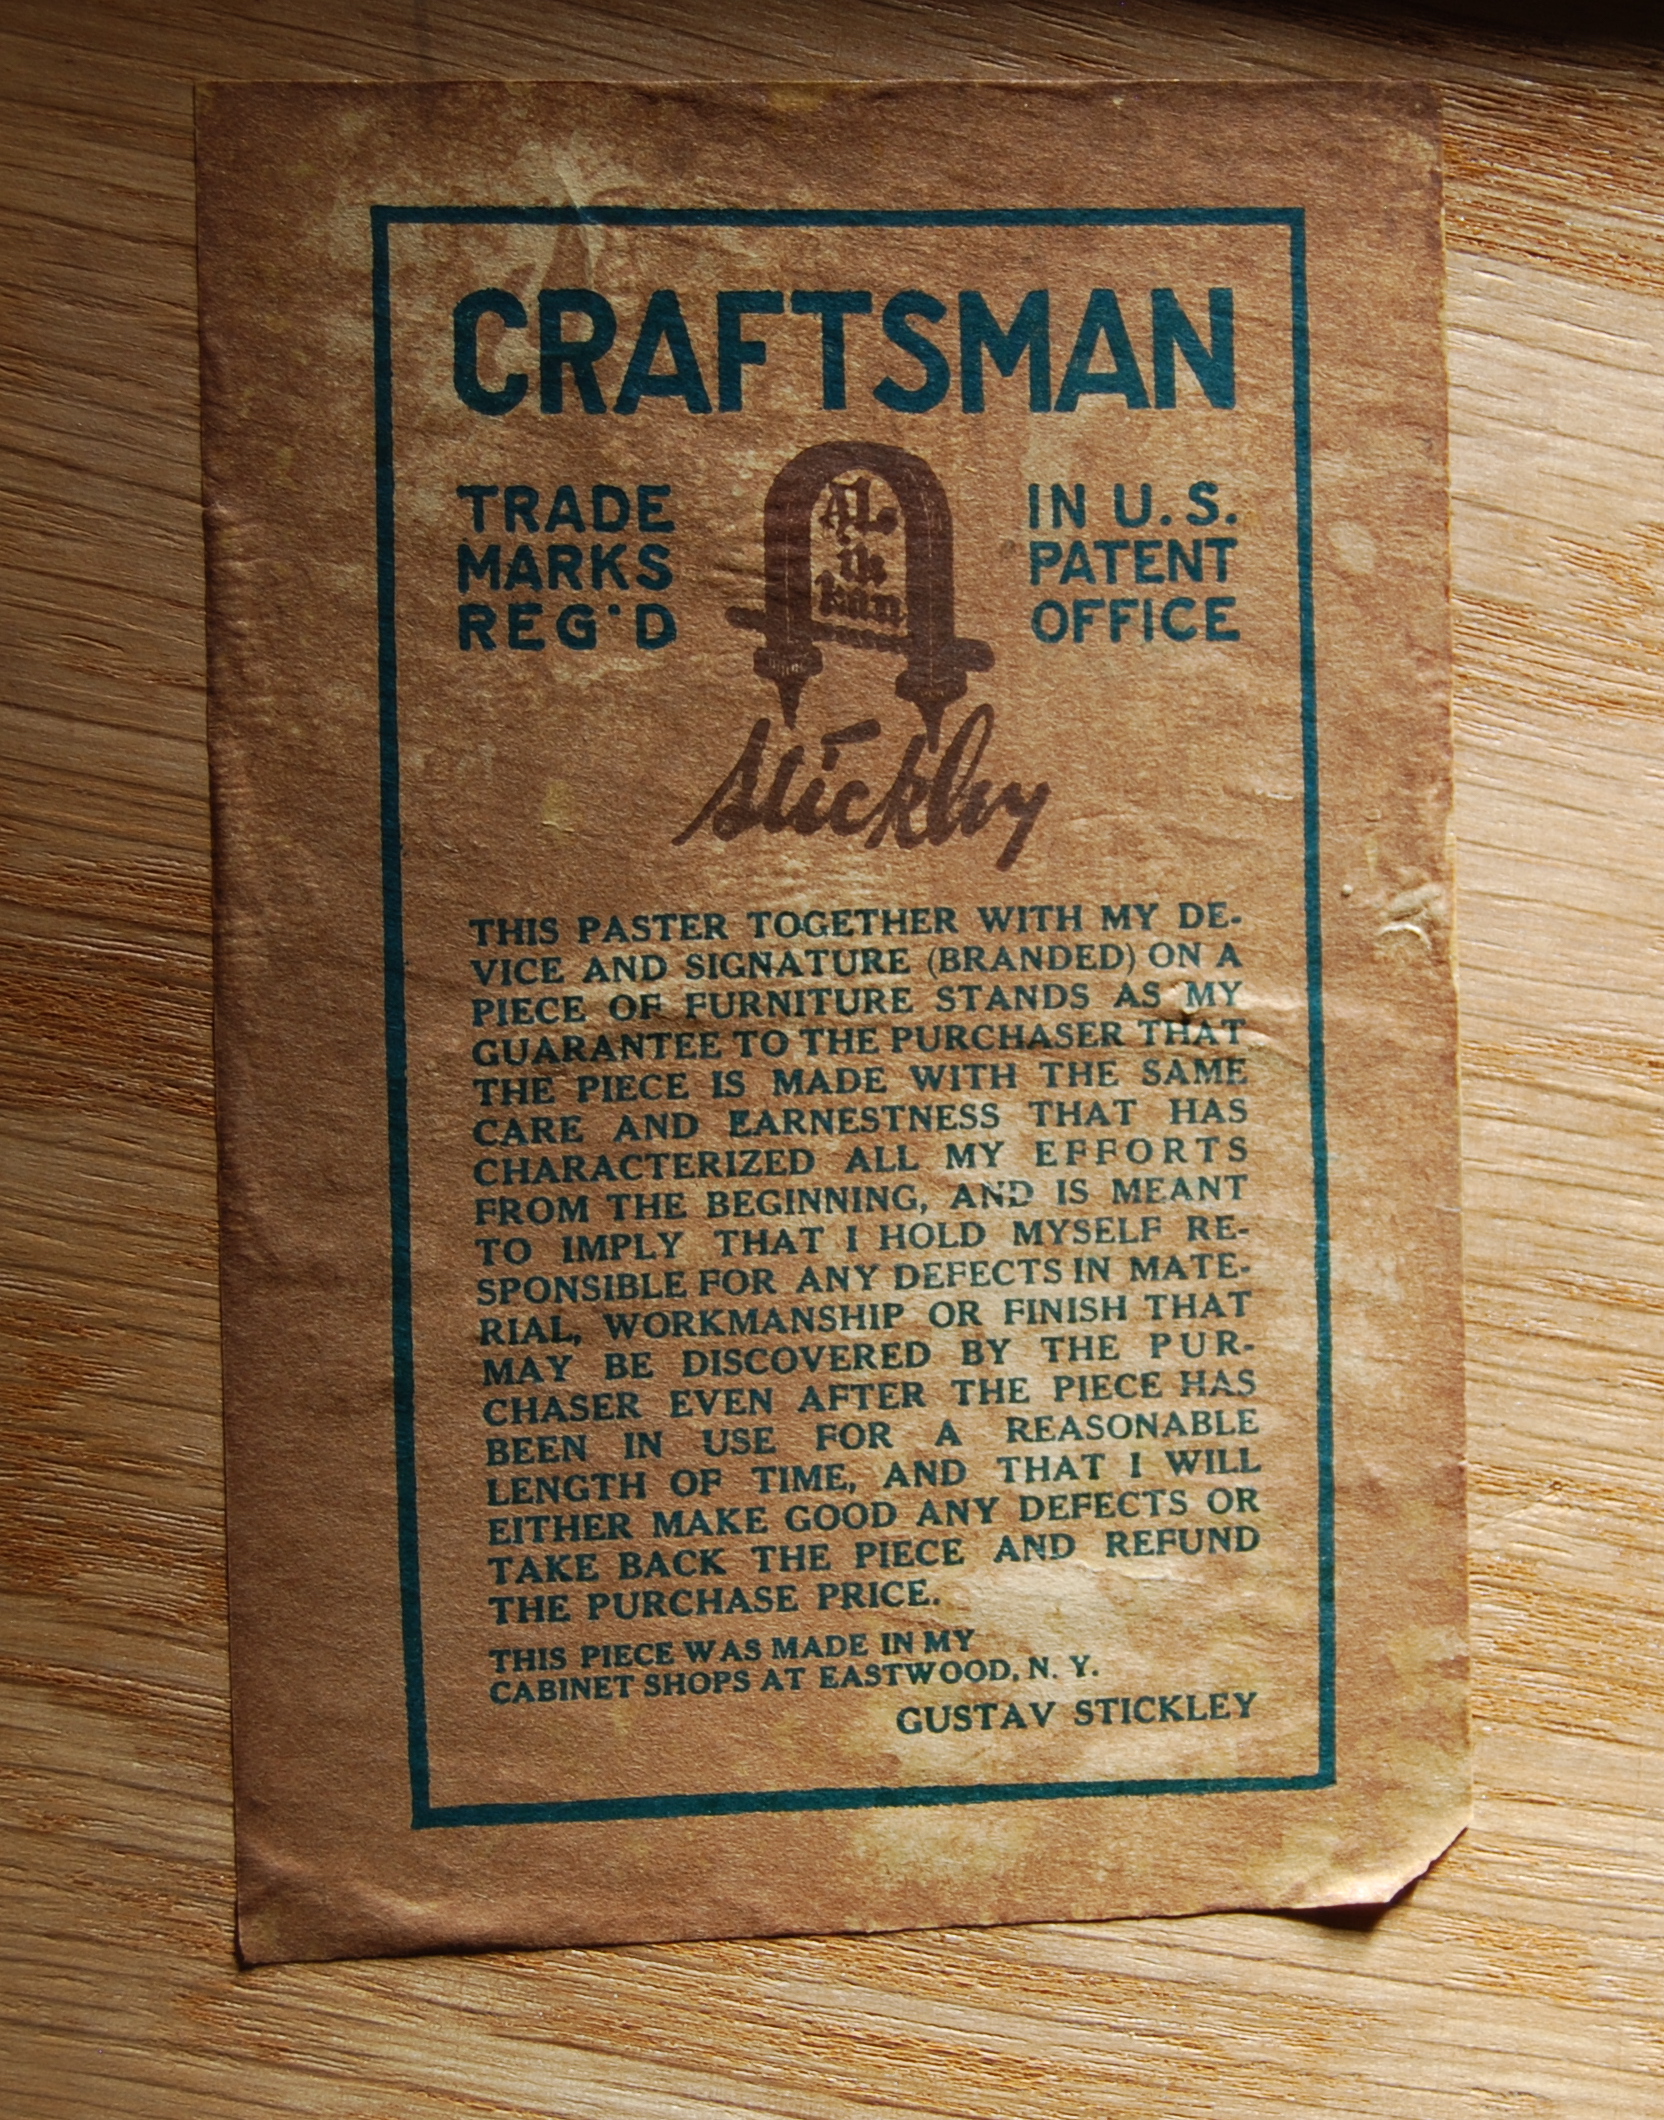 CRAFTSMAN
TRADE
MARKS
REG'D
Als
ik
kan
IN U.S.
PATENT
OFFICE
Stickley
THIS PASTER TOGETHER WITH MY DE-
VICE AND SIGNATURE (BRANDED) ON A
PIECE OF FURNITURE STANDS AS MY
GUARANTEE TO THE PURCHASER THAT
THE PIECE IS MADE WITH THE SAME
CARE AND EARNESTNESS THAT HAS
CHARACTERIZED ALL MY EFFORTS
FROM THE BEGINNING, AND IS MEANT
TO IMPLY THAT I HOLD MYSELF RE-
SPONSIBLE FOR ANY DEFECTS IN MATE-
RIAL, WORKMANSHIP OR FINISH THAT
MAY BE DISCOVERED BY THE PUR-
CHASER EVEN AFTER THE PIECE HAS
BEEN IN USE FOR A REASONABLE
LENGTH OF TIME, AND THAT I WILL
EITHER MAKE GOOD ANY DEFECTS OR
TAKE BACK THE PIECE AND REFUND
THE PURCHASE PRICE.
THIS PIECE WAS MADE IN MY
CABINET SHOPS AT EASTWOOD, N. Y.
GUSTAV STICKLEY